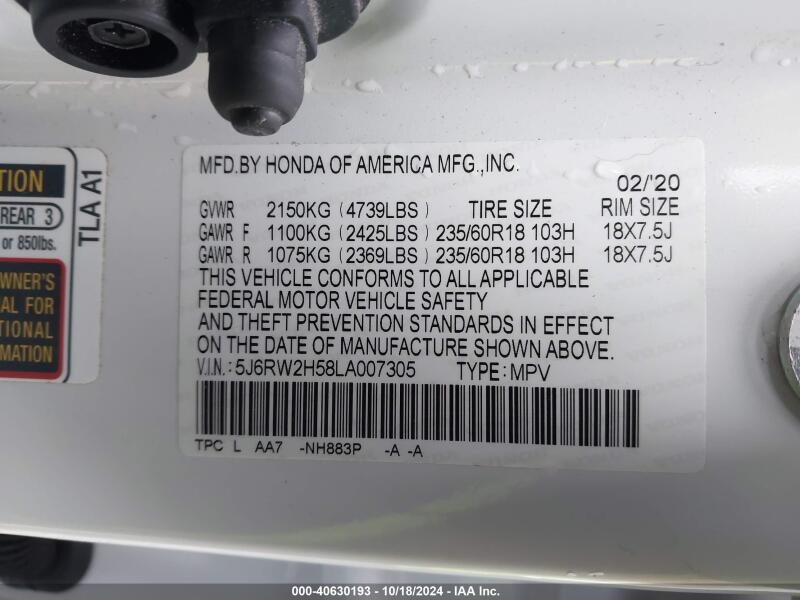 MFD.BY HONDA OF AMERICA MFG.,INC.
02/'20
GVWR 2150KG (4739LBS) TIRE SIZE RIM SIZE
GAWR F 1100KG (2425LBS) 235/60R18 103H 18X7.5J
GAWR R 1075KG (2369LBS) 235/60R18 103H 18X7.5J
THIS VEHICLE CONFORMS TO ALL APPLICABLE
FEDERAL MOTOR VEHICLE SAFETY
AND THEFT PREVENTION STANDARDS IN EFFECT
ON THE DATE OF MANUFACTURE SHOWN ABOVE.
V.I.N.: 5J6RW2H58LA007305 TYPE: MPV
TPC L AA7 -NH883P -A -A
TION
REAR 3
or 850lbs.
WNER'S
AL FOR
TIONAL
RMATION
TLA A1
000-40630193 - 10/18/2024 - IAA Inc.